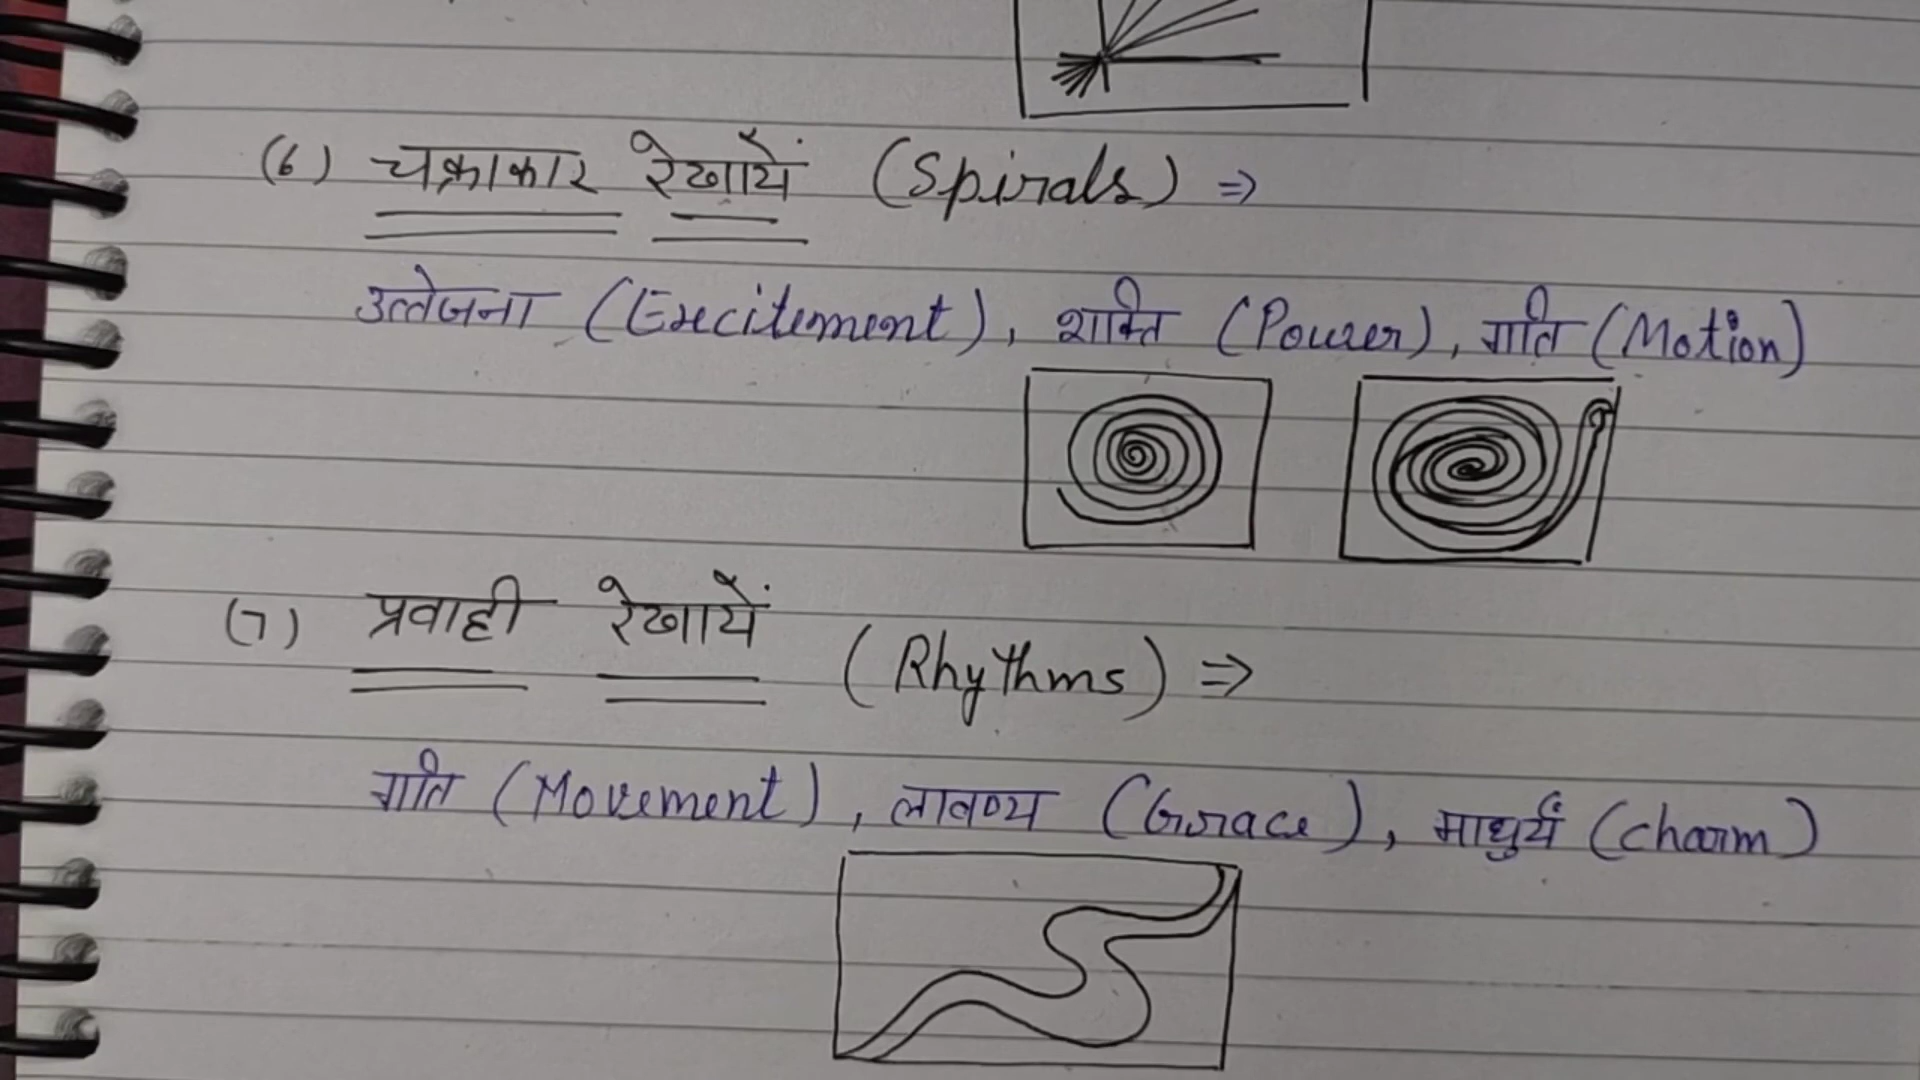 (6) चक्राकार रेखायें (Spirals) ⇒
उत्तेजना (Excitement), शक्ति (Power), गति (Motion)
(7) प्रवाही रेखायें (Rhythms) ⇒
गति (Movement), लावण्य (Grace), माधुर्य (charm)